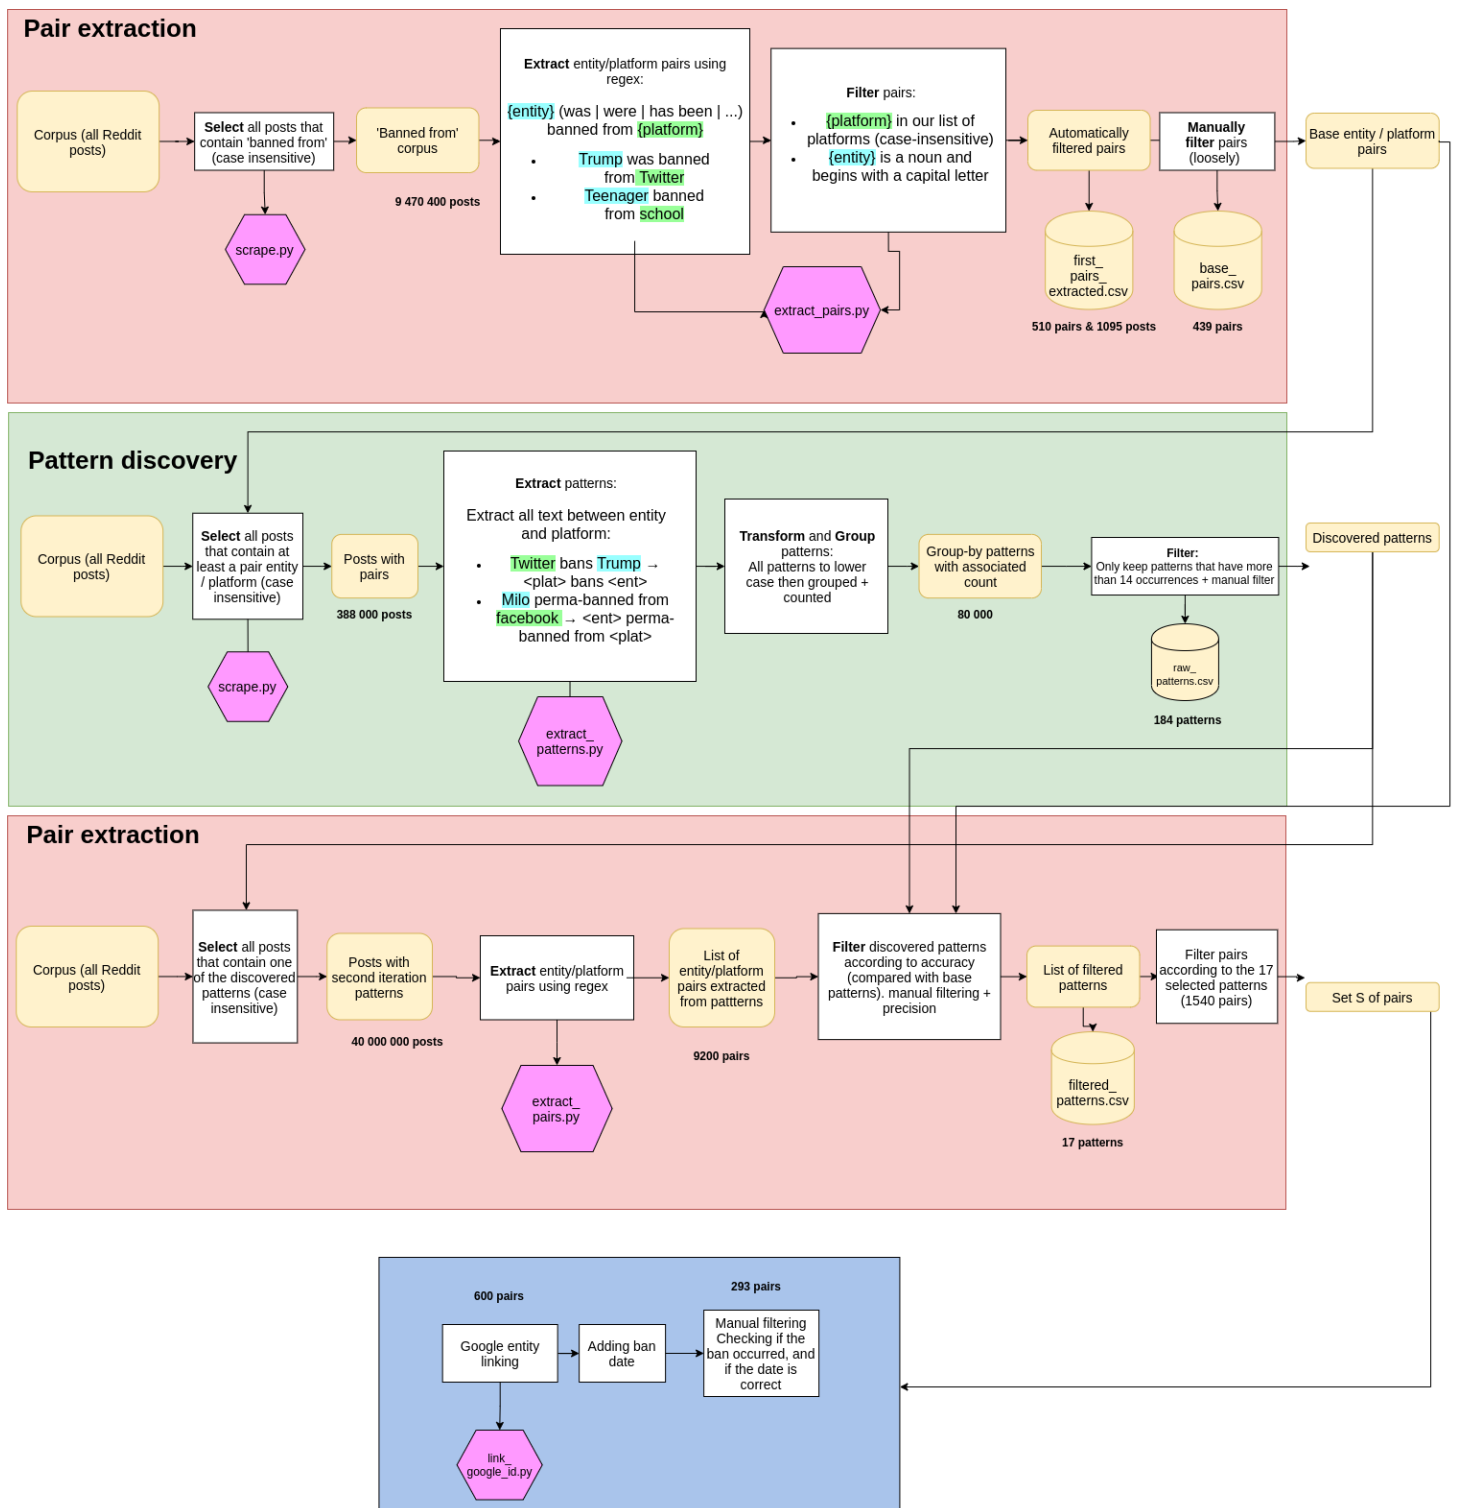 Pair extraction
Corpus (all Reddit
posts)
Select all posts that
contain 'banned from'
(case insensitive)
scrape.py
'Banned from'
corpus
9 470 400 posts
Extract entity/platform pairs using
regex:
{entity} (was | were | has been | ...)
banned from {platform}
• Trump was banned
from Twitter
• Teenager banned
from school
Filter pairs:
• {platform} in our list of
platforms (case-insensitive)
• {entity} is a noun and
begins with a capital letter
extract_pairs.py
Automatically
filtered pairs
first_
pairs_
extracted.csv
510 pairs & 1095 posts
Manually
filter pairs
(loosely)
base_
pairs.csv
439 pairs
Base entity / platform
pairs
Pattern discovery
Corpus (all Reddit
posts)
Select all posts
that contain at
least a pair entity
/ platform (case
insensitive)
scrape.py
Posts with
pairs
388 000 posts
Extract patterns:
Extract all text between entity
and platform:
• Twitter bans Trump →
<plat> bans <ent>
• Milo perma-banned from
facebook → <ent> perma-
banned from <plat>
extract_
patterns.py
Transform and Group
patterns:
All patterns to lower
case then grouped +
counted
Group-by patterns
with associated
count
80 000
Filter:
Only keep patterns that have more
than 14 occurrences + manual filter
raw_
patterns.csv
184 patterns
Discovered patterns
Pair extraction
Corpus (all Reddit
posts)
Select all posts
that contain one
of the discovered
patterns (case
insensitive)
Posts with
second iteration
patterns
40 000 000 posts
Extract entity/platform
pairs using regex
extract_
pairs.py
List of
entity/platform
pairs extracted
from pattterns
9200 pairs
Filter discovered patterns
according to accuracy
(compared with base
patterns). manual filtering +
precision
List of filtered
patterns
filtered_
patterns.csv
17 patterns
Filter pairs
according to the 17
selected patterns
(1540 pairs)
Set S of pairs
600 pairs
Google entity
linking
link_
google_id.py
Adding ban
date
293 pairs
Manual filtering
Checking if the
ban occurred, and
if the date is
correct